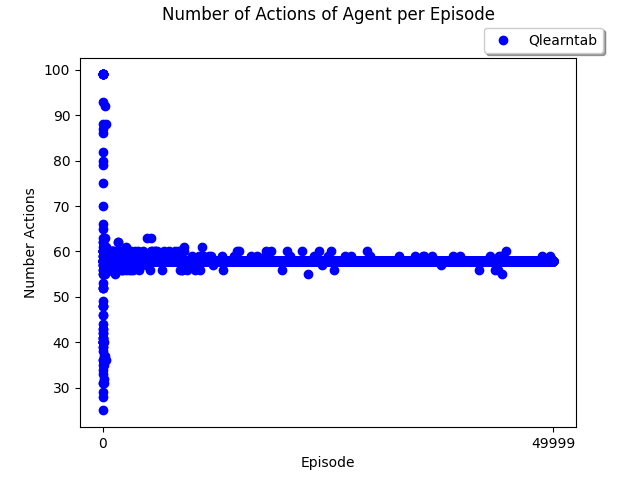 Number of Actions of Agent per Episode
Qlearntab
100
90
80
70
60
50
40
30
Number Actions
0
49999
Episode